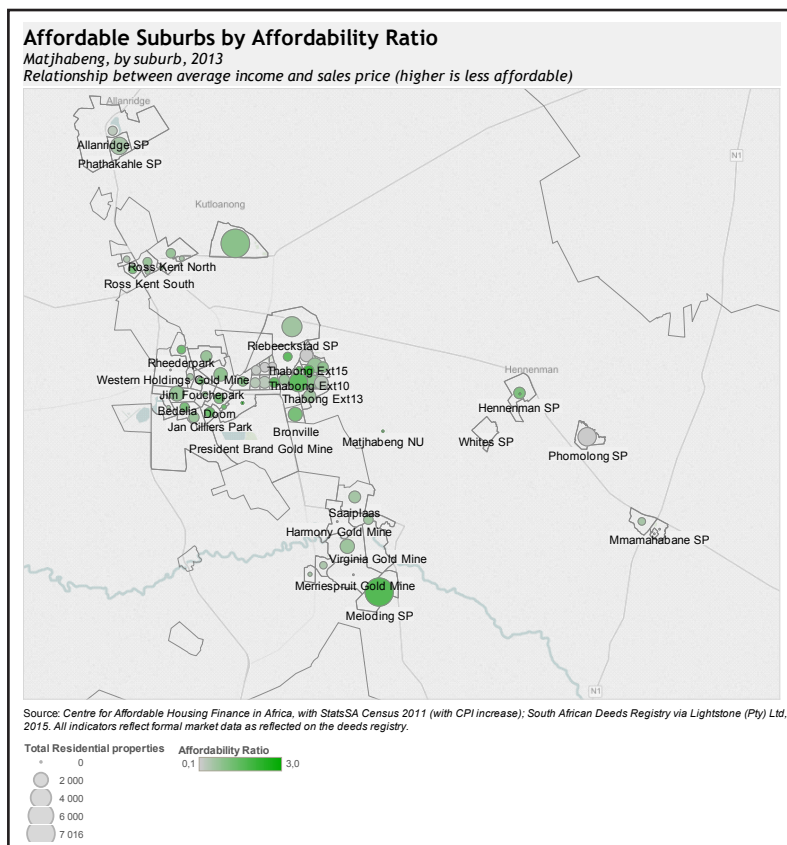 Affordable Suburbs by Affordability Ratio
Matjhabeng, by suburb, 2013
Relationship between average income and sales price (higher is less affordable)
Allanridge
N1
Allanridge SP
Phathakahle SP
Kutloanong
Ross Kent North
Ross Kent South
Riebeeckstad SP
Rheederpark
Thabong Ext15
Hennenman
Western Holdings Gold Mine
Thabong Ext10
Jim Fouchepark
Thabong Ext13
Hennenman SP
Bedelia
Doorn
Jan Cilliers Park
Bronville
Matjhabeng NU
Whites SP
President Brand Gold Mine
Phomolong SP
Saaiplaas
Harmony Gold Mine
Mmamahabane SP
Virginia Gold Mine
Merriespruit Gold Mine
Meloding SP
N1
Source: Centre for Affordable Housing Finance in Africa, with StatsSA Census 2011 (with CPI increase); South African Deeds Registry via Lightstone (Pty) Ltd,
2015. All indicators reflect formal market data as reflected on the deeds registry.
Total Residential properties
0
2 000
4 000
6 000
7 016
Affordability Ratio
0,1 3,0